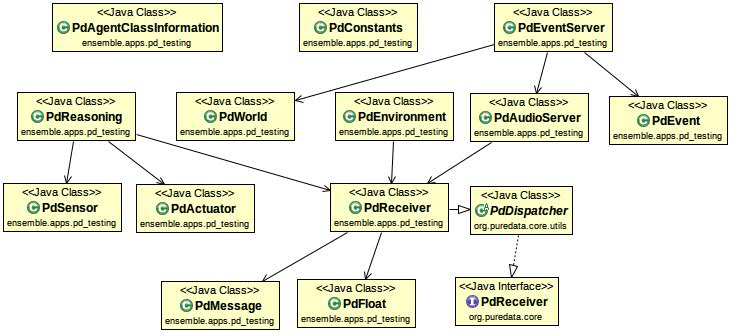 <<Java Class>>
PdAgentClassInformation
ensemble.apps.pd_testing
<<Java Class>>
PdConstants
ensemble.apps.pd_testing
<<Java Class>>
PdEventServer
ensemble.apps.pd_testing
<<Java Class>>
PdReasoning
ensemble.apps.pd_testing
<<Java Class>>
PdWorld
ensemble.apps.pd_testing
<<Java Class>>
PdEnvironment
ensemble.apps.pd_testing
<<Java Class>>
PdAudioServer
ensemble.apps.pd_testing
<<Java Class>>
PdEvent
ensemble.apps.pd_testing
<<Java Class>>
PdSensor
ensemble.apps.pd_testing
<<Java Class>>
PdActuator
ensemble.apps.pd_testing
<<Java Class>>
PdReceiver
ensemble.apps.pd_testing
<<Java Class>>
PdDispatcher
org.puredata.core.utils
<<Java Class>>
PdMessage
ensemble.apps.pd_testing
<<Java Class>>
PdFloat
ensemble.apps.pd_testing
<<Java Interface>>
PdReceiver
org.puredata.core